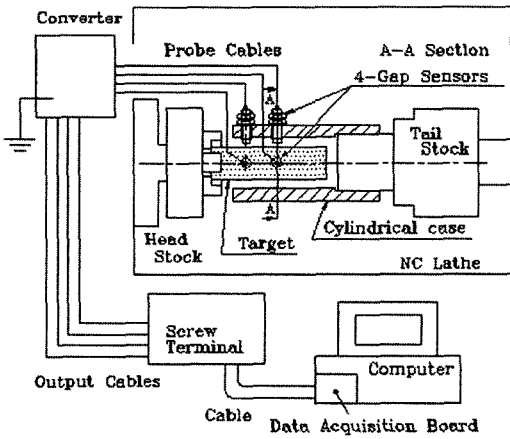 Converter
Probe Cables
A-A Section
4-Gap Sensors
A
Tail
Stock
A
Head
Stock
Target
Cylindrical case
NC Lathe
Screw
Terminal
Computer
Output Cables
Cable
Data Acquisition Board